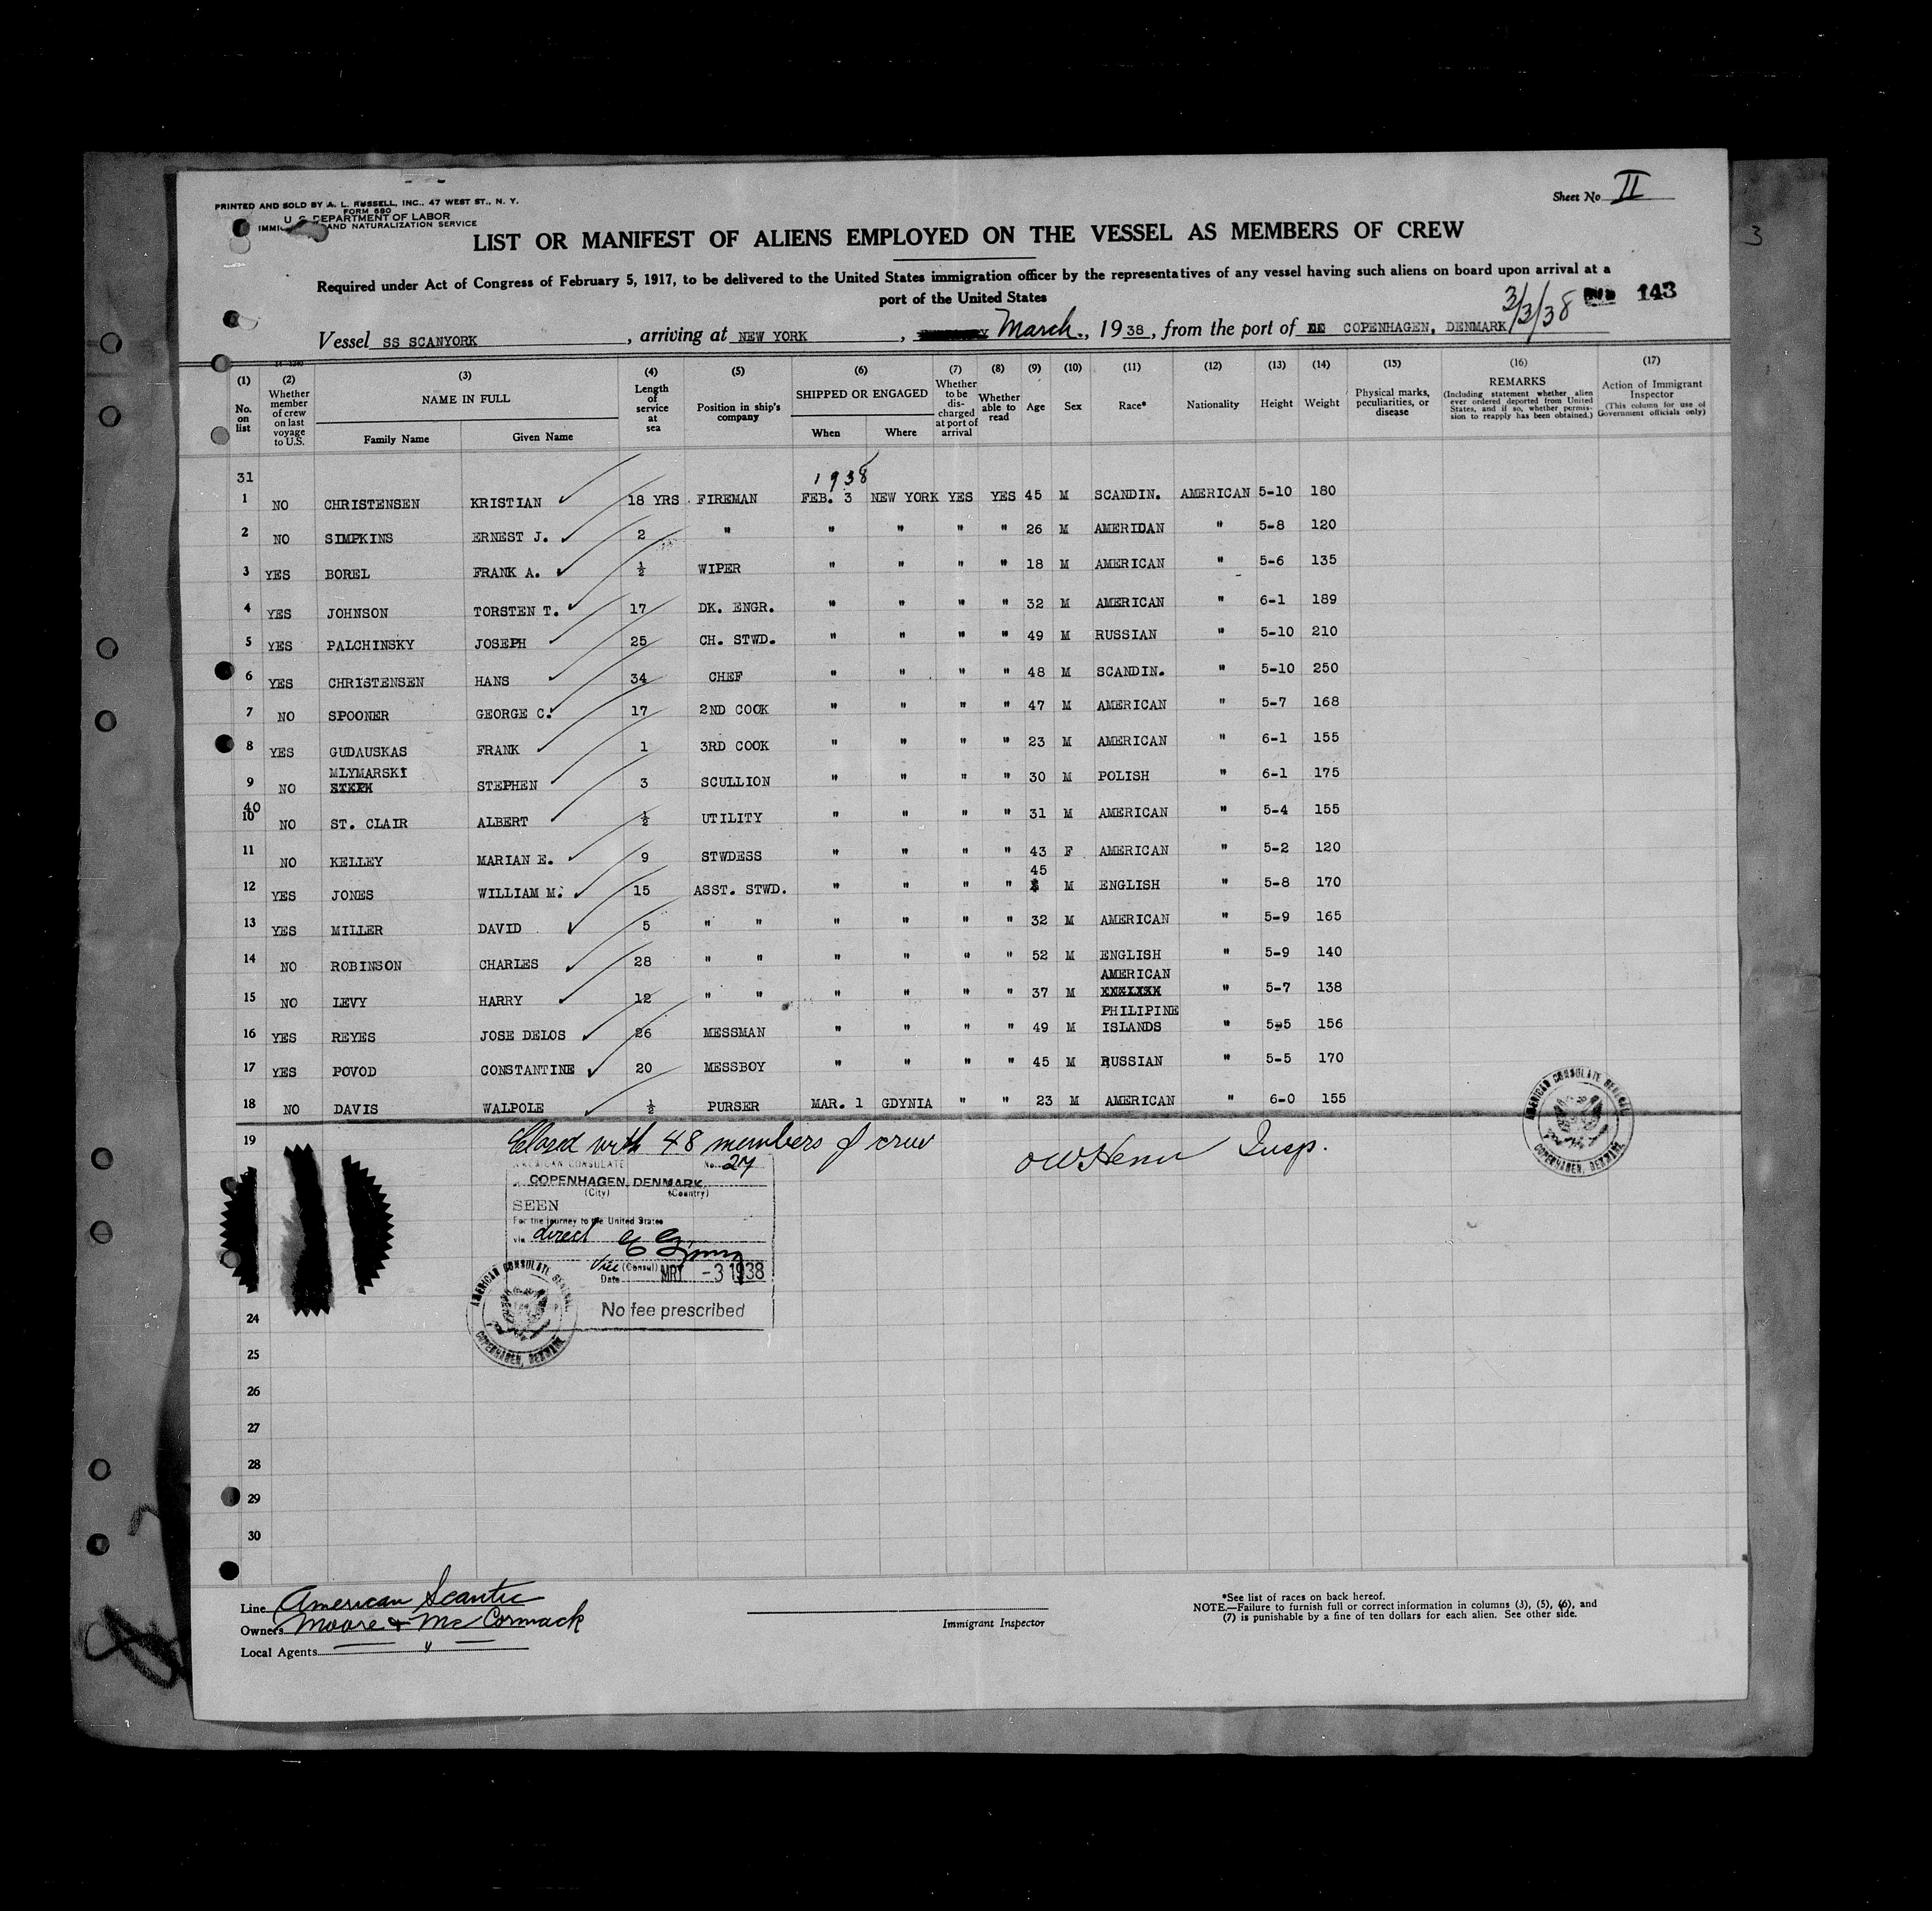 PRINTED AND SOLD BY A. L. RUSSELL, INC., 47 WEST ST., N. Y.
FORM 680
U. S. DEPARTMENT OF LABOR
AND NATURALIZATION SERVICE
Sheet No. II
LIST OR MANIFEST OF ALIENS EMPLOYED ON THE VESSEL AS MEMBERS OF CREW
3
Required under Act of Congress of February 5, 1917, to be delivered to the United States immigration officer by the representatives of any vessel having such aliens on board upon arrival at a
port of the United States
3/3/38 143
Vessel SS SCANYORK, arriving at NEW YORK, March, 1938, from the port of COPENHAGEN, DENMARK
(1) No. on list (2) Whether member of crew on last voyage to U.S. (3) NAME IN FULL Family Name Given Name (4) Length of service at sea (5) Position in ship's company (6) SHIPPED OR ENGAGED When Where (7) Whether to be discharged at port of arrival (8) Whether able to read (9) Age (10) Sex (11) Race* (12) Nationality (13) Height (14) Weight (15) Physical marks, peculiarities, or disease (16) REMARKS (Including statement whether alien ever ordered deported from United States, and if so, whether permission to reapply has been obtained.) (17) Action of Immigrant Inspector (This column for use of Government officials only)
31 1938
1 NO CHRISTENSEN KRISTIAN 18 YRS FIREMAN FEB. 3 NEW YORK YES YES 45 M SCANDIN. AMERICAN 5-10 180
2 NO SIMPKINS ERNEST J. 2 " " " " " 26 M AMERIDAN " 5-8 120
3 YES BOREL FRANK A. ½ WIPER " " " " 18 M AMERICAN " 5-6 135
4 YES JOHNSON TORSTEN T. 17 DK. ENGR. " " " " 32 M AMERICAN " 6-1 189
5 YES PALCHINSKY JOSEPH 25 CH. STWD. " " " " 49 M RUSSIAN " 5-10 210
6 YES CHRISTENSEN HANS 34 CHEF " " " " 48 M SCANDIN. " 5-10 250
7 NO SPOONER GEORGE C. 17 2ND COOK " " " " 47 M AMERICAN " 5-7 168
8 YES GUDAUSKAS FRANK 1 3RD COOK " " " " 23 M AMERICAN " 6-1 155
9 NO MLYMARSKI STEPHEN 3 SCULLION " " " " 30 M POLISH " 6-1 175
40
10 NO ST. CLAIR ALBERT ½ UTILITY " " " " 31 M AMERICAN " 5-4 155
11 NO KELLEY MARIAN E. 9 STWDESS " " " " 43 F AMERICAN " 5-2 120
12 YES JONES WILLIAM M. 15 ASST. STWD. " " " " 45 M ENGLISH " 5-8 170
13 YES MILLER DAVID 5 " " " " " " 32 M AMERICAN " 5-9 165
14 NO ROBINSON CHARLES 28 " " " " " " 52 M ENGLISH " 5-9 140
15 NO LEVY HARRY 12 " " " " " " 37 M AMERICAN " 5-7 138
16 YES REYES JOSE DELOS 26 MESSMAN " " " " 49 M PHILIPINE ISLANDS " 5-5 156
17 YES POVOD CONSTANTINE 20 MESSBOY " " " " 45 M RUSSIAN " 5-5 170
18 NO DAVIS WALPOLE ½ PURSER MAR. 1 GDYNIA " " 23 M AMERICAN " 6-0 155
19 Closed with 48 members of crew Insp.
AMERICAN CONSULATE GENERAL COPENHAGEN, DENMARK
AMERICAN CONSULATE No. 27
COPENHAGEN, DENMARK
(City) (Country)
SEEN
For the journey to the United States
via direct
Vice (Consul)
Date -3 1938
No fee prescribed
AMERICAN CONSULATE GENERAL COPENHAGEN, DENMARK
24
25
26
27
28
29
30
Line American Scantic
Owners Moore & McCormack
Local Agents "
Immigrant Inspector
*See list of races on back hereof.
NOTE.—Failure to furnish full or correct information in columns (3), (5), (6), and
(7) is punishable by a fine of ten dollars for each alien. See other side.